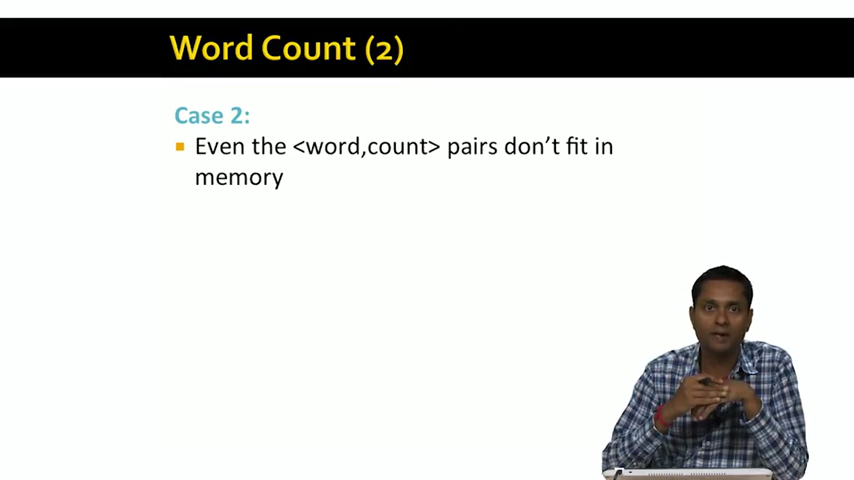 Word Count (2)
Case 2:
Even the <word,count> pairs don't fit in
memory